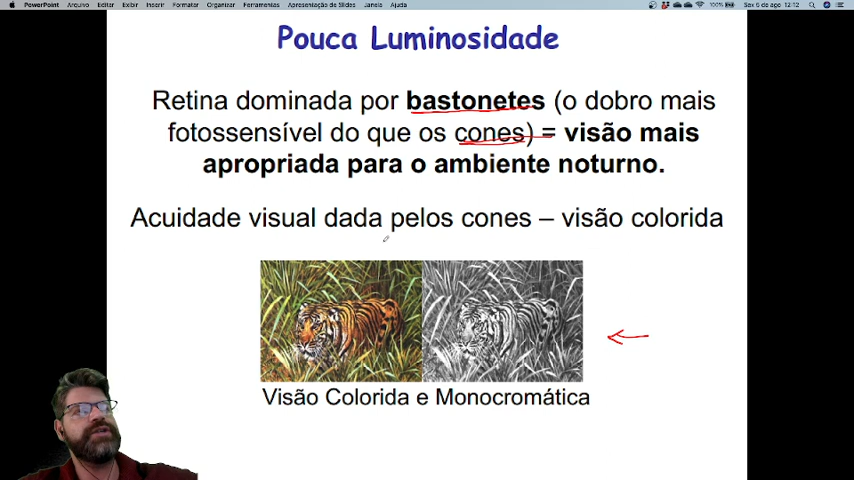 PowerPoint Arquivo Editar Exibir Inserir Formatar Organizar Ferramentas Apresentação de Slides Janela Ajuda 100% Sex 6 de ago 12:12
Pouca Luminosidade
Retina dominada por bastonetes (o dobro mais
fotossensível do que os cones) = visão mais
apropriada para o ambiente noturno.
Acuidade visual dada pelos cones – visão colorida
Visão Colorida e Monocromática